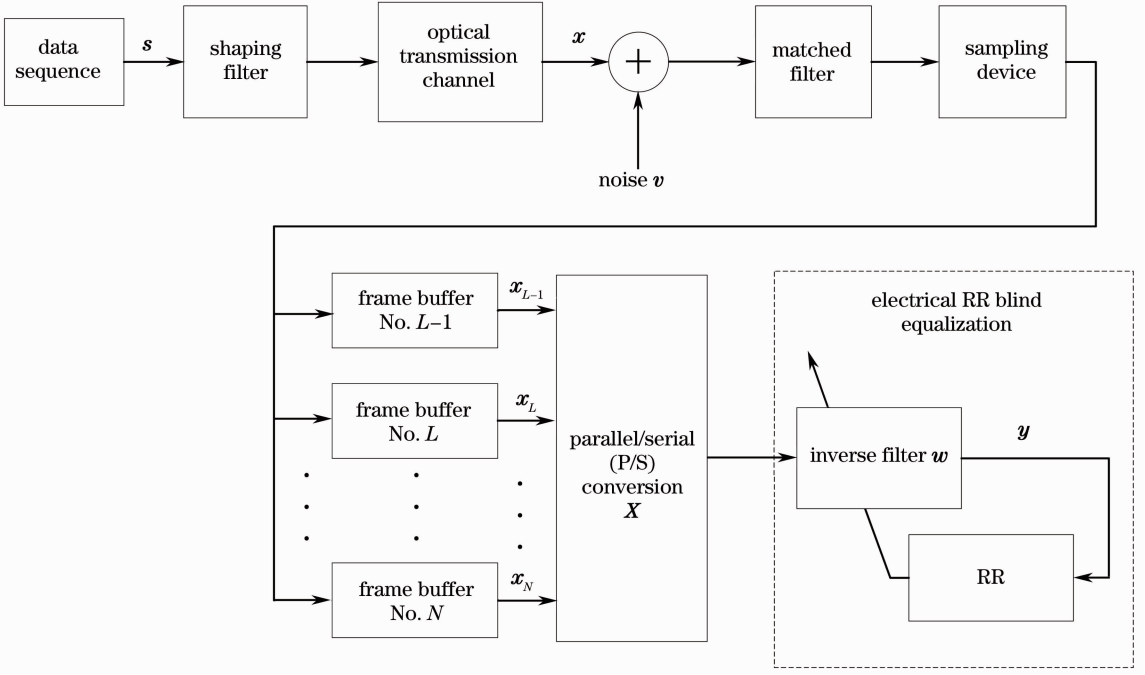 data
sequence
s
shaping
filter
optical
transmission
channel
x
+
noise v
matched
filter
sampling
device
frame buffer
No. L−1
x_{L−1}
frame buffer
No. L
x_L
frame buffer
No. N
x_N
parallel/serial
(P/S)
conversion
X
electrical RR blind
equalization
inverse filter w
y
RR